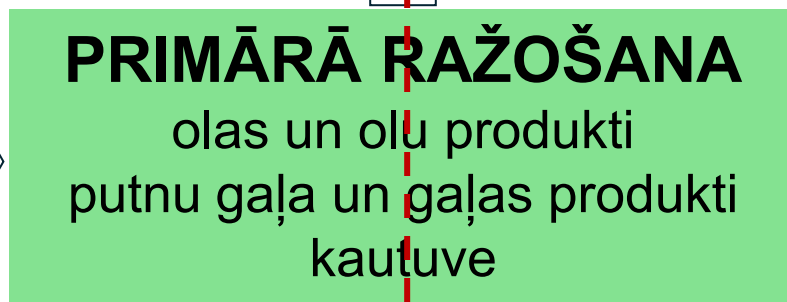 PRIMĀRĀ RAŽOŠANA
olas un olu produkti
putnu gaļa un gaļas produkti
kautuve